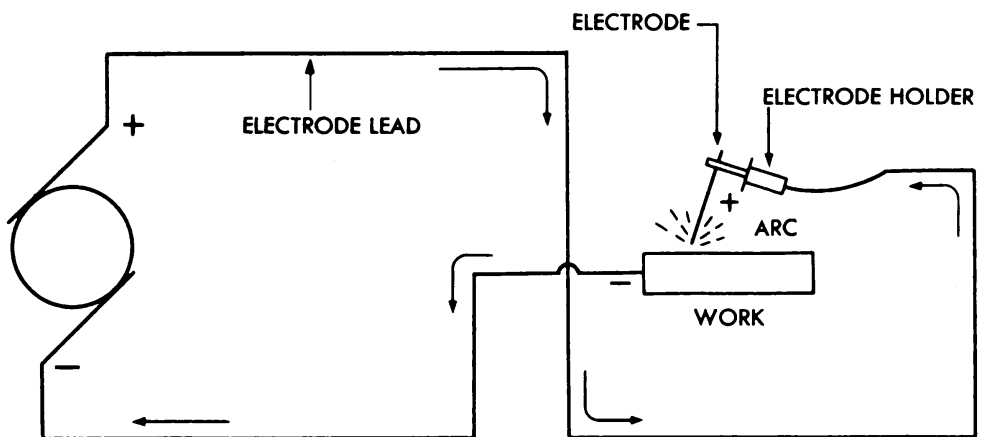 ELECTRODE
ELECTRODE HOLDER
+
ELECTRODE LEAD
+
ARC
−
WORK
−